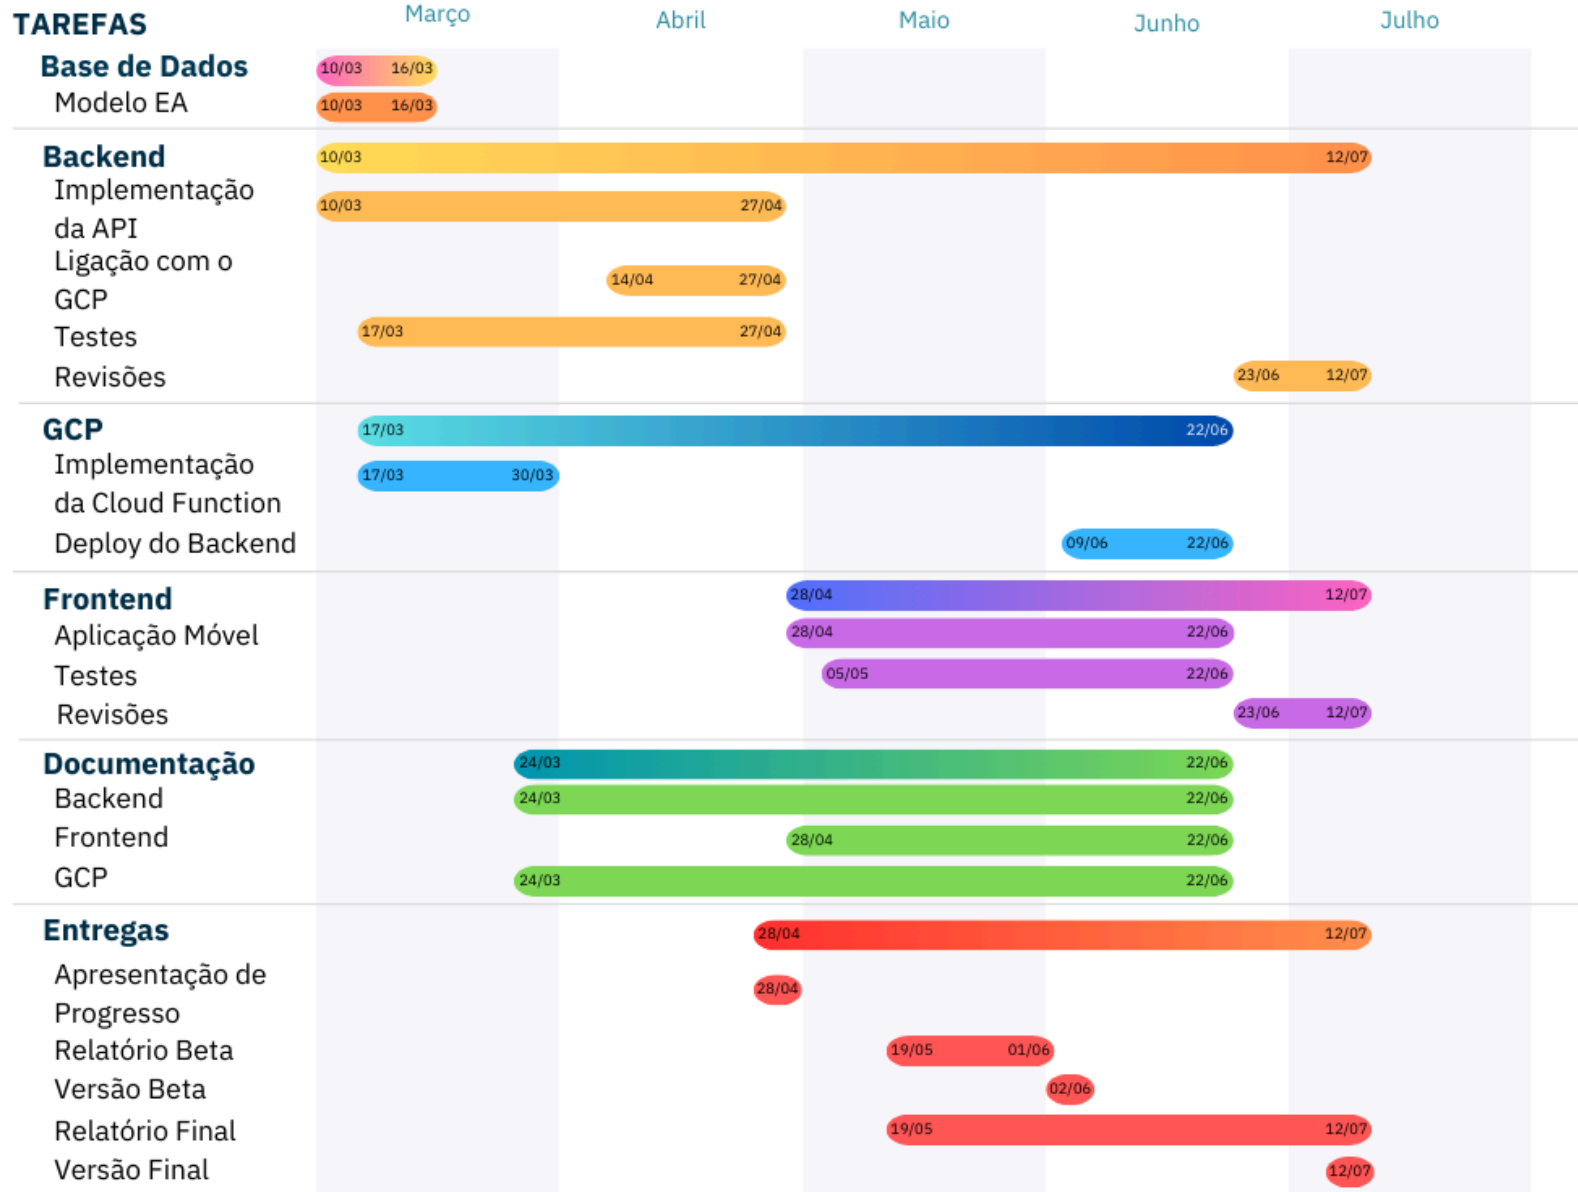 TAREFAS
Março
Abril
Maio
Junho
Julho
Base de Dados
10/03
16/03
Modelo EA
10/03
16/03
Backend
10/03
12/07
Implementação
da API
10/03
27/04
Ligação com o
GCP
14/04
27/04
Testes
17/03
27/04
Revisões
23/06
12/07
GCP
17/03
22/06
Implementação
da Cloud Function
17/03
30/03
Deploy do Backend
09/06
22/06
Frontend
28/04
12/07
Aplicação Móvel
28/04
22/06
Testes
05/05
22/06
Revisões
23/06
12/07
Documentação
24/03
22/06
Backend
24/03
22/06
Frontend
28/04
22/06
GCP
24/03
22/06
Entregas
28/04
12/07
Apresentação de
Progresso
28/04
Relatório Beta
19/05
01/06
Versão Beta
02/06
Relatório Final
19/05
12/07
Versão Final
12/07